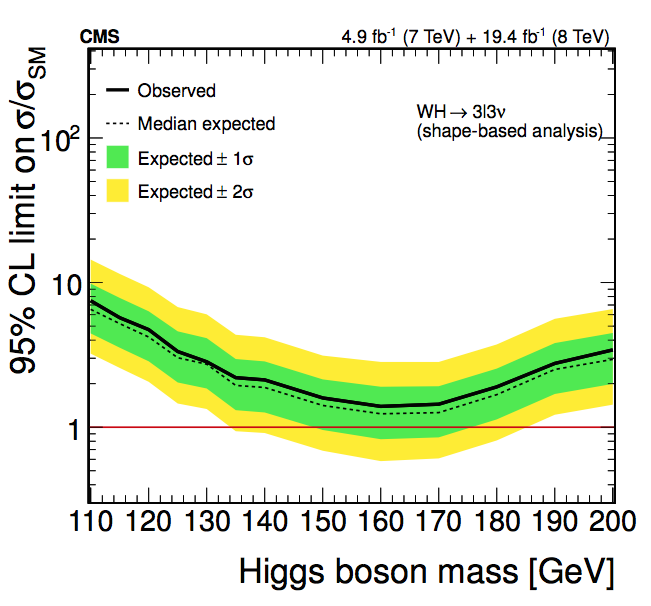 CMS 4.9 fb⁻¹ (7 TeV) + 19.4 fb⁻¹ (8 TeV)
95% CL limit on σ/σ_SM
Observed
Median expected
Expected ± 1σ
Expected ± 2σ
WH → 3l3ν
(shape-based analysis)
10²
10
1
110 120 130 140 150 160 170 180 190 200
Higgs boson mass [GeV]